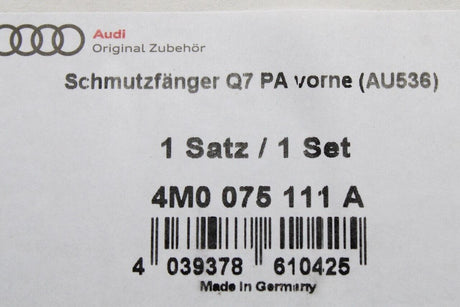 Audi
Original Zubehör
Schmutzfänger Q7 PA vorne (AU536)
1 Satz / 1 Set
4M0 075 111 A
4 039378 610425
Made in Germany